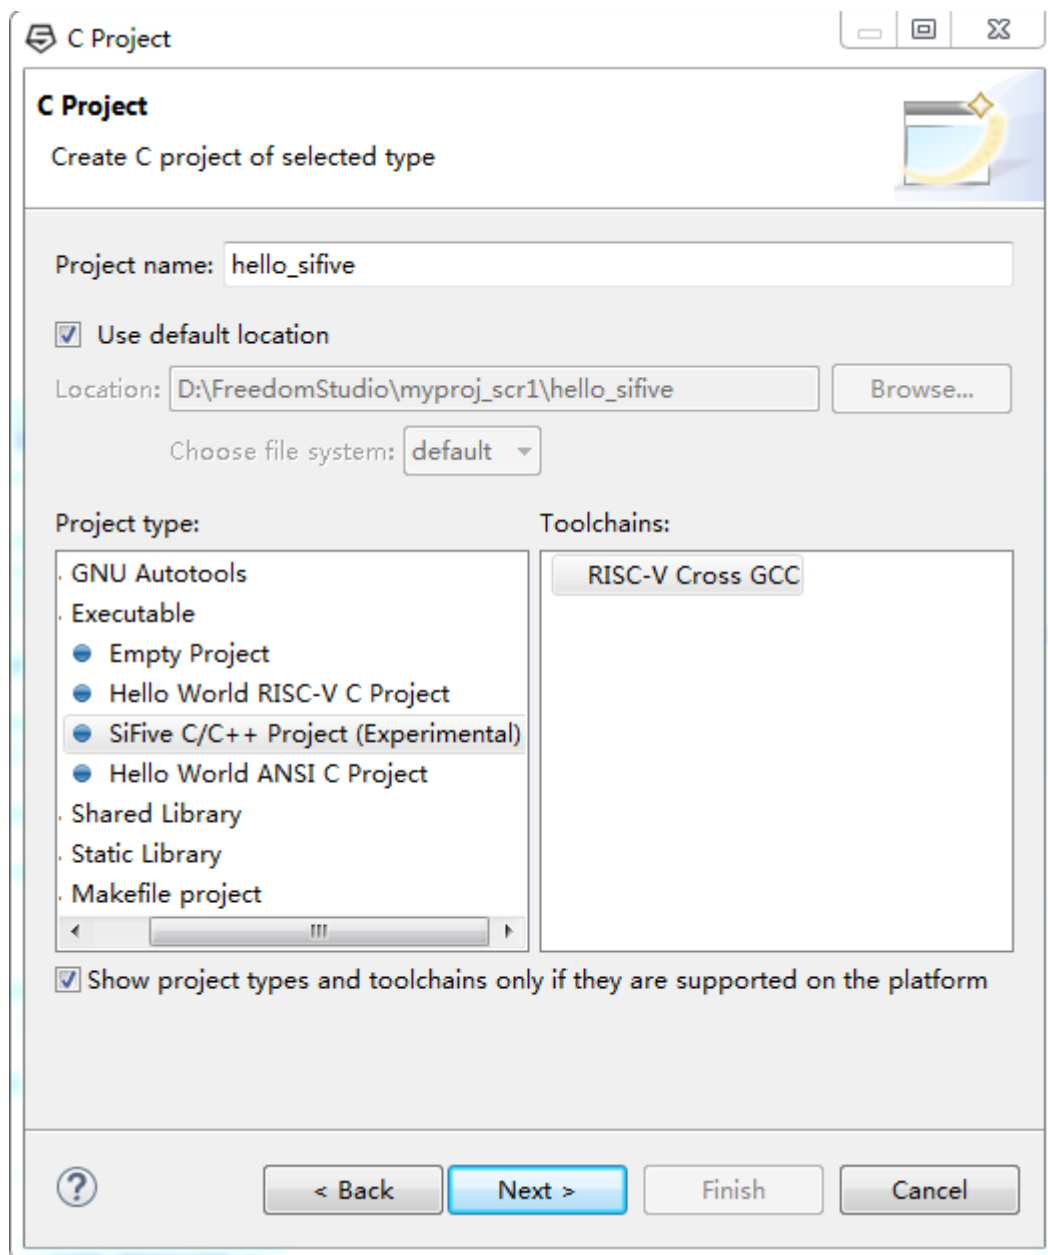 C Project
C Project
Create C project of selected type
Project name: hello_sifive
Use default location
Location: D:\FreedomStudio\myproj_scr1\hello_sifive Browse...
Choose file system: default
Project type: Toolchains:
GNU Autotools RISC-V Cross GCC
Executable
Empty Project
Hello World RISC-V C Project
SiFive C/C++ Project (Experimental)
Hello World ANSI C Project
Shared Library
Static Library
Makefile project
Show project types and toolchains only if they are supported on the platform
? < Back Next > Finish Cancel